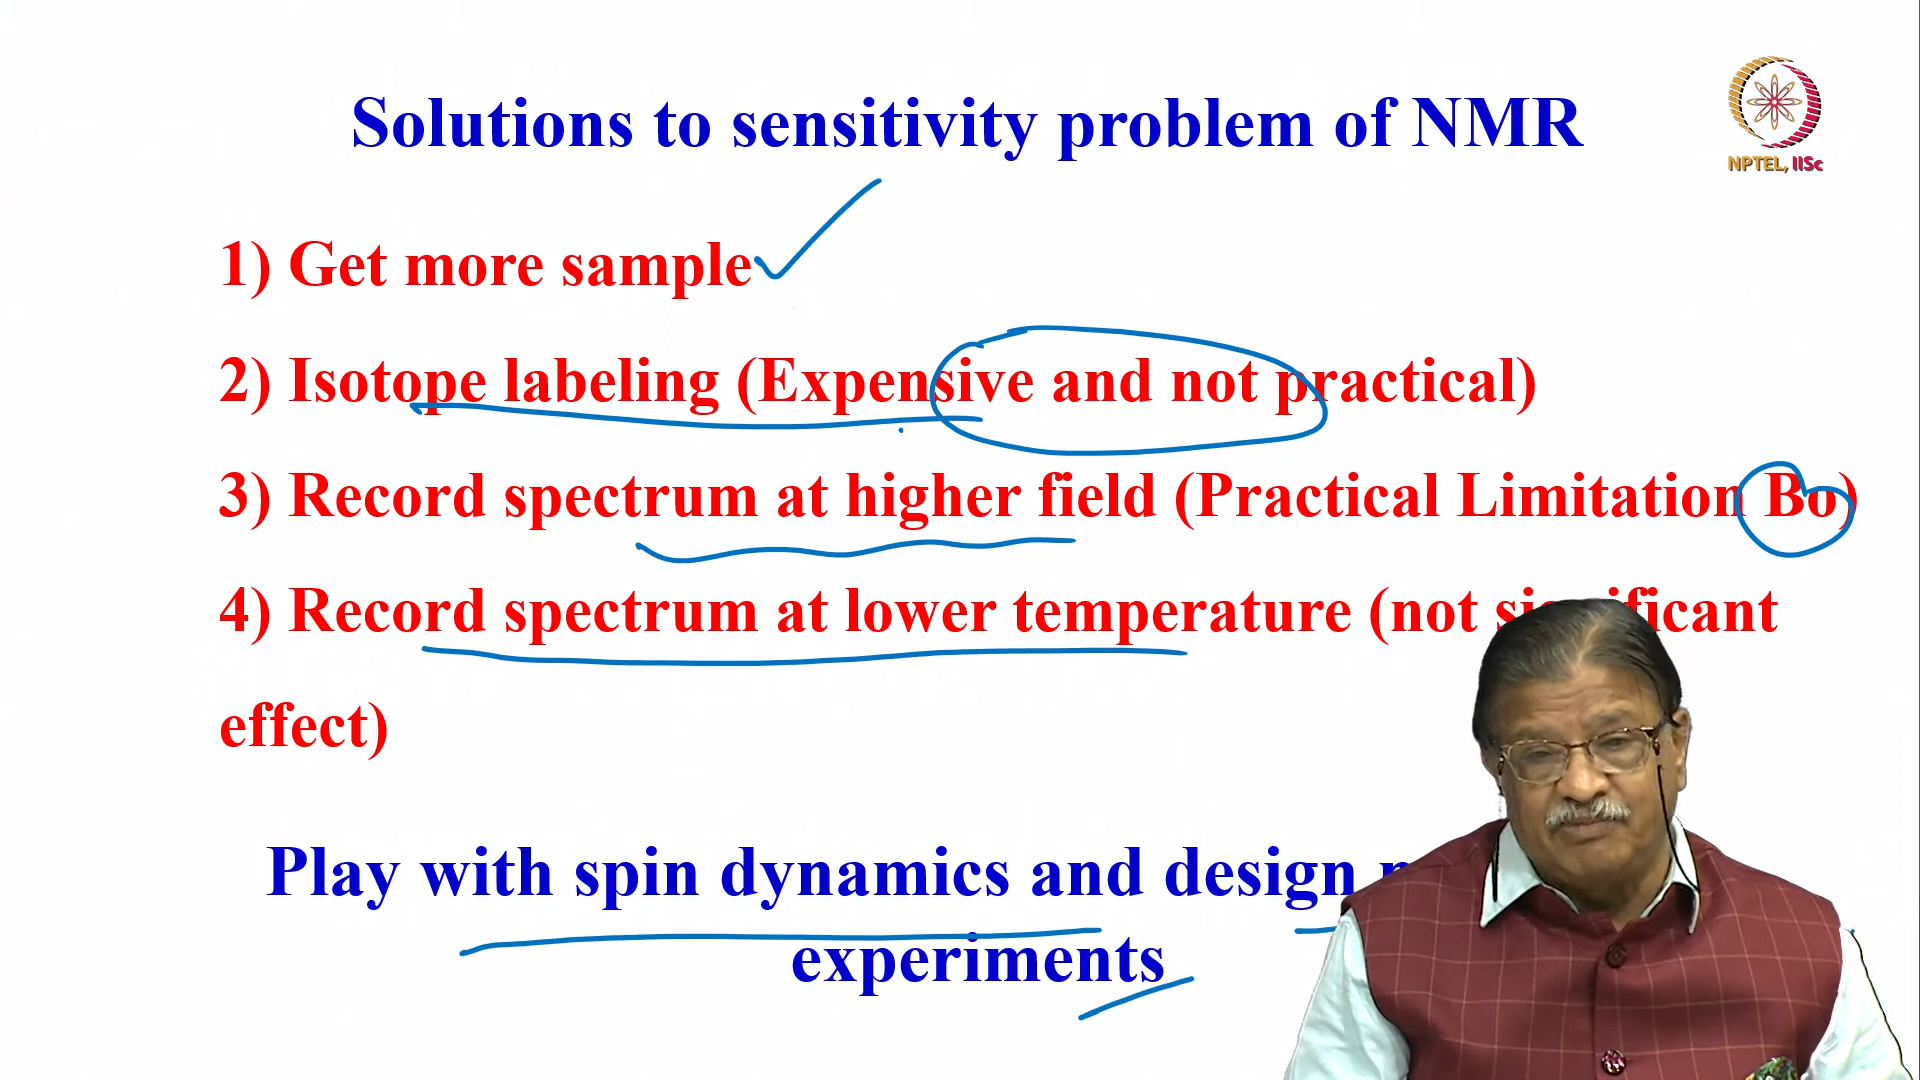 Solutions to sensitivity problem of NMR
NPTEL, IISc
1) Get more sample
2) Isotope labeling (Expensive and not practical)
3) Record spectrum at higher field (Practical Limitation Bo)
4) Record spectrum at lower temperature (not significant
effect)
Play with spin dynamics and design
experiments